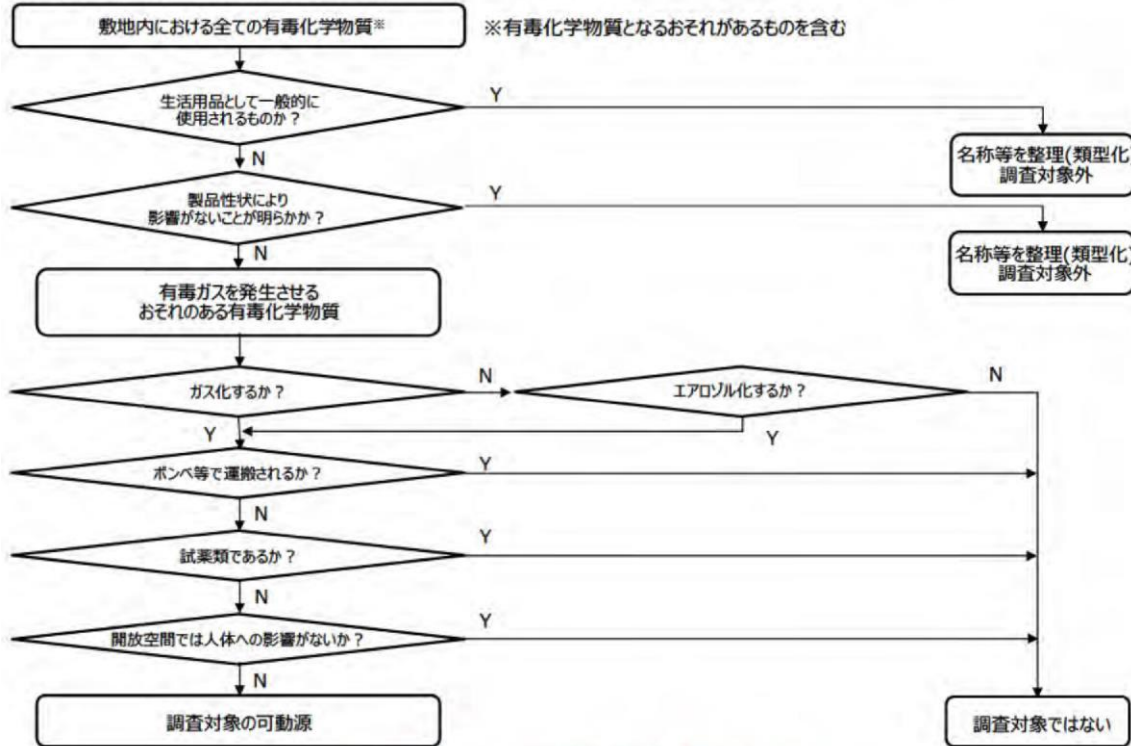 敷地内における全ての有毒化学物質※
※有毒化学物質となるおそれがあるものを含む
生活用品として一般的に
使用されるものか？
Y
N
名称等を整理(類型化)
調査対象外
製品性状により
影響がないことが明らかか？
Y
N
名称等を整理(類型化)
調査対象外
有毒ガスを発生させる
おそれのある有毒化学物質
ガス化するか？
N
エアロゾル化するか？
N
Y
Y
ボンベ等で運搬されるか？
Y
N
試薬類であるか？
Y
N
開放空間では人体への影響がないか？
Y
N
調査対象の可動源
調査対象ではない